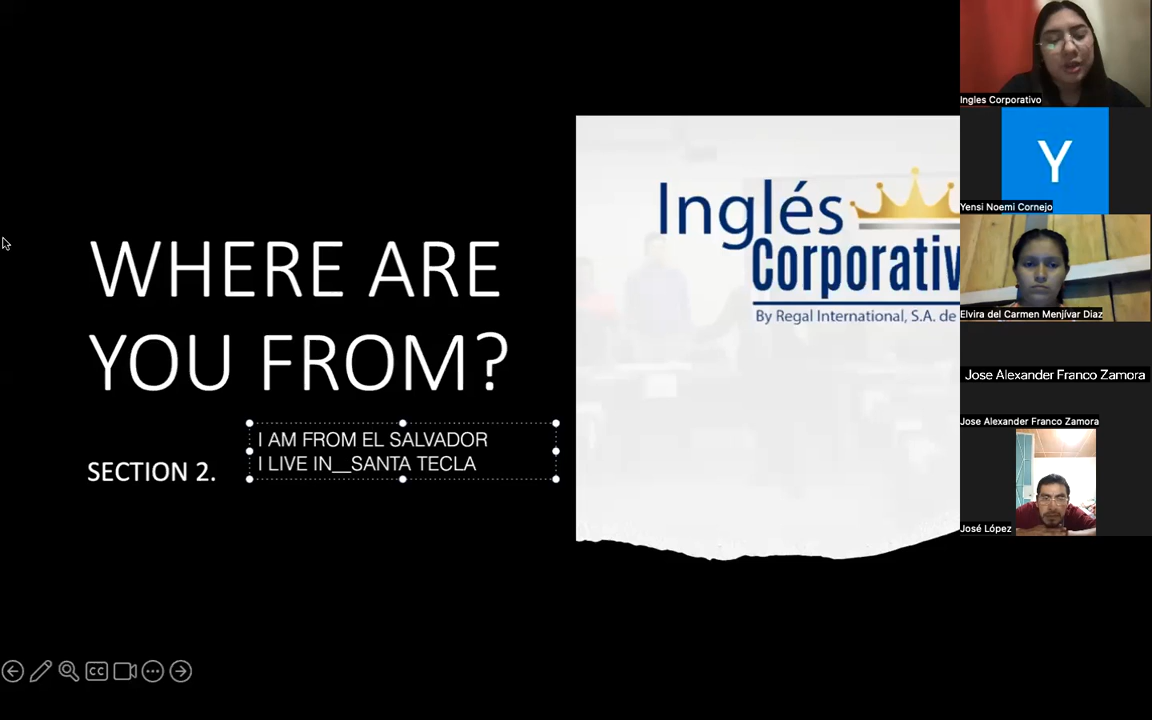 WHERE ARE
YOU FROM?
I AM FROM EL SALVADOR
I LIVE IN__SANTA TECLA
SECTION 2.
Inglés
Corporativ
By Regal International, S.A. de
CC
Ingles Corporativo
Y
Yensi Noemi Cornejo
Elvira del Carmen Menjívar Diaz
Jose Alexander Franco Zamora
Jose Alexander Franco Zamora
José López